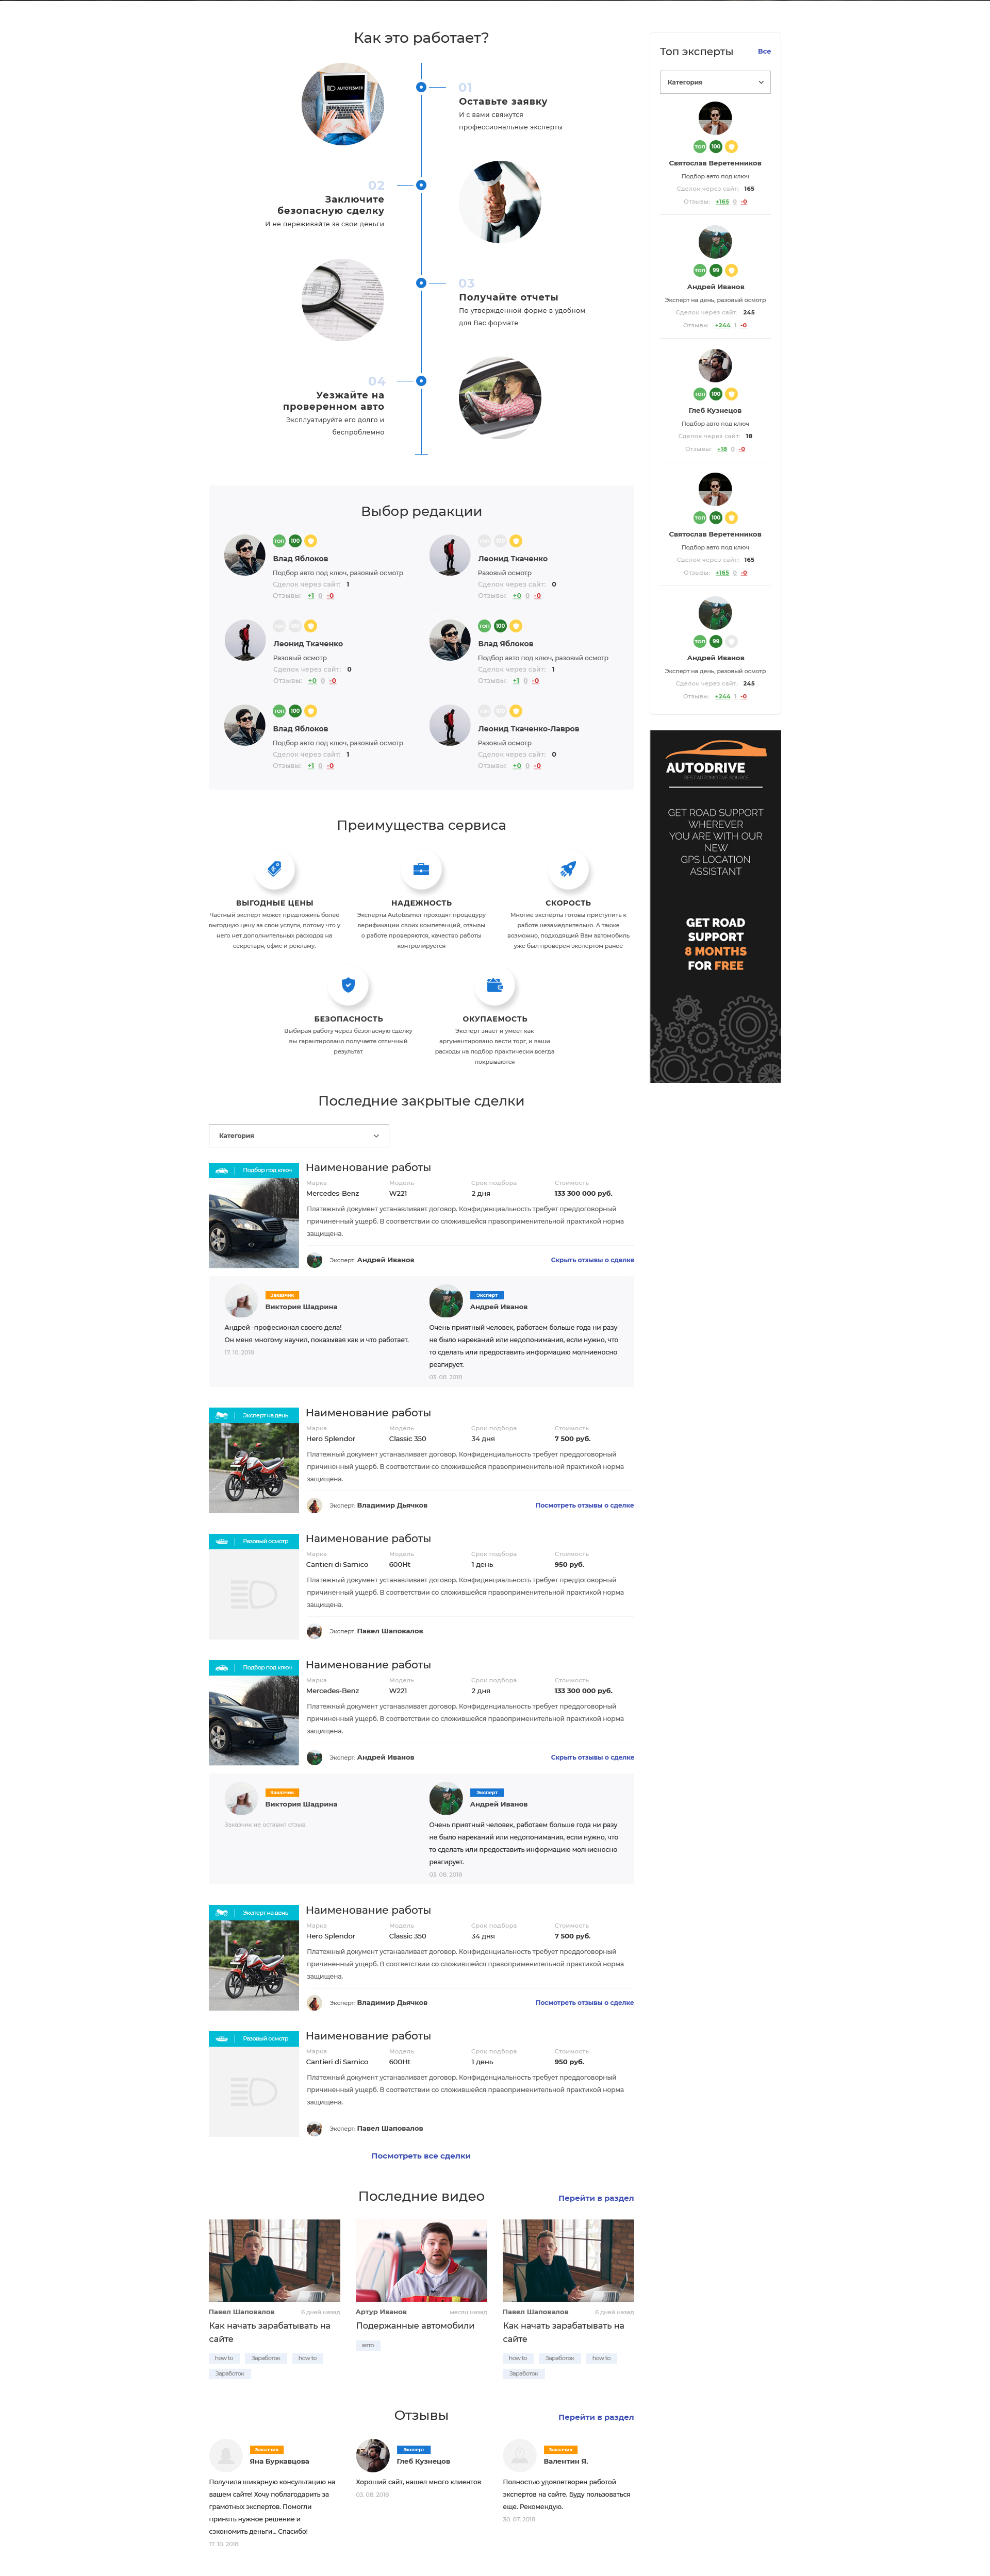 Как это работает?
AUTOTESMER
01
Оставьте заявку
И с вами свяжутся
профессиональные эксперты
02
Заключите
безопасную сделку
И не переживайте за свои деньги
03
Получайте отчеты
По утвержденной форме в удобном
для Вас формате
04
Уезжайте на
проверенном авто
Эксплуатируйте его долго и
беспроблемно
Выбор редакции
ТОП 100
Влад Яблоков
Подбор авто под ключ, разовый осмотр
Сделок через сайт: 1
Отзывы: +1 0 -0
Леонид Ткаченко
Разовый осмотр
Сделок через сайт: 0
Отзывы: +0 0 -0
Леонид Ткаченко
Разовый осмотр
Сделок через сайт: 0
Отзывы: +0 0 -0
ТОП 100
Влад Яблоков
Подбор авто под ключ, разовый осмотр
Сделок через сайт: 1
Отзывы: +1 0 -0
ТОП 100
Влад Яблоков
Подбор авто под ключ, разовый осмотр
Сделок через сайт: 1
Отзывы: +1 0 -0
Леонид Ткаченко-Лавров
Разовый осмотр
Сделок через сайт: 0
Отзывы: +0 0 -0
Преимущества сервиса
ВЫГОДНЫЕ ЦЕНЫ
Частный эксперт может предложить более
выгодную цену за свои услуги, потому что у
него нет дополнительных расходов на
секретаря, офис и рекламу.
НАДЕЖНОСТЬ
Эксперты Autotesmer проходят процедуру
верификации своих компетенций, отзывы
о работе проверяются, качество работы
контролируется
СКОРОСТЬ
Многие эксперты готовы приступить к
работе незамедлительно. А также
возможно, подходящий Вам автомобиль
уже был проверен экспертом ранее
БЕЗОПАСНОСТЬ
Выбирая работу через безопасную сделку
вы гарантировано получаете отличный
результат
ОКУПАЕМОСТЬ
Эксперт знает и умеет как
аргументировано вести торг, и ваши
расходы на подбор практически всегда
покрываются
Последние закрытые сделки
Категория
Подбор под ключ
Наименование работы
Марка Модель Срок подбора Стоимость
Mercedes-Benz W221 2 дня 133 300 000 руб.
Платежный документ устанавливает договор. Конфиденциальность требует преддоговорный
причиненный ущерб. В соответствии со сложившейся правоприменительной практикой норма
защищена.
Эксперт: Андрей Иванов Скрыть отзывы о сделке
Заказчик
Виктория Шадрина
Андрей -професионал своего дела!
Он меня многому научил, показывая как и что работает.
17. 10. 2018
Эксперт
Андрей Иванов
Очень приятный человек, работаем больше года ни разу
не было нареканий или недопонимания, если нужно, что
то сделать или предоставить информацию молниеносно
реагирует.
03. 08. 2018
Эксперт на день
Наименование работы
Марка Модель Срок подбора Стоимость
Hero Splendor Classic 350 34 дня 7 500 руб.
Платежный документ устанавливает договор. Конфиденциальность требует преддоговорный
причиненный ущерб. В соответствии со сложившейся правоприменительной практикой норма
защищена.
Эксперт: Владимир Дьячков Посмотреть отзывы о сделке
Разовый осмотр
Наименование работы
Марка Модель Срок подбора Стоимость
Cantieri di Sarnico 600Ht 1 день 950 руб.
Платежный документ устанавливает договор. Конфиденциальность требует преддоговорный
причиненный ущерб. В соответствии со сложившейся правоприменительной практикой норма
защищена.
Эксперт: Павел Шаповалов
Подбор под ключ
Наименование работы
Марка Модель Срок подбора Стоимость
Mercedes-Benz W221 2 дня 133 300 000 руб.
Платежный документ устанавливает договор. Конфиденциальность требует преддоговорный
причиненный ущерб. В соответствии со сложившейся правоприменительной практикой норма
защищена.
Эксперт: Андрей Иванов Скрыть отзывы о сделке
Заказчик
Виктория Шадрина
Заказчик не оставил отзыв
Эксперт
Андрей Иванов
Очень приятный человек, работаем больше года ни разу
не было нареканий или недопонимания, если нужно, что
то сделать или предоставить информацию молниеносно
реагирует.
03. 08. 2018
Эксперт на день
Наименование работы
Марка Модель Срок подбора Стоимость
Hero Splendor Classic 350 34 дня 7 500 руб.
Платежный документ устанавливает договор. Конфиденциальность требует преддоговорный
причиненный ущерб. В соответствии со сложившейся правоприменительной практикой норма
защищена.
Эксперт: Владимир Дьячков Посмотреть отзывы о сделке
Разовый осмотр
Наименование работы
Марка Модель Срок подбора Стоимость
Cantieri di Sarnico 600Ht 1 день 950 руб.
Платежный документ устанавливает договор. Конфиденциальность требует преддоговорный
причиненный ущерб. В соответствии со сложившейся правоприменительной практикой норма
защищена.
Эксперт: Павел Шаповалов
Посмотреть все сделки
Последние видео
Перейти в раздел
Павел Шаповалов 6 дней назад
Как начать зарабатывать на
сайте
how to Заработок how to
Заработок
Артур Иванов месяц назад
Подержанные автомобили
авто
Павел Шаповалов 6 дней назад
Как начать зарабатывать на
сайте
how to Заработок how to
Заработок
Отзывы
Перейти в раздел
Заказчик
Яна Буркавцова
Получила шикарную консультацию на
вашем сайте! Хочу поблагодарить за
грамотных экспертов. Помогли
принять нужное решение и
сэкономить деньги... Спасибо!
17. 10. 2018
Эксперт
Глеб Кузнецов
Хороший сайт, нашел много клиентов
03. 08. 2018
Заказчик
Валентин Я.
Полностью удовлетворен работой
экспертов на сайте. Буду пользоваться
еще. Рекомендую.
30. 07. 2018
Топ эксперты
Все
Категория
ТОП 100
Святослав Веретенников
Подбор авто под ключ
Сделок через сайт: 165
Отзывы: +165 0 -0
ТОП 99
Андрей Иванов
Эксперт на день, разовый осмотр
Сделок через сайт: 245
Отзывы: +244 1 -0
ТОП 100
Глеб Кузнецов
Подбор авто под ключ
Сделок через сайт: 18
Отзывы: +18 0 -0
ТОП 100
Святослав Веретенников
Подбор авто под ключ
Сделок через сайт: 165
Отзывы: +165 0 -0
ТОП 99
Андрей Иванов
Эксперт на день, разовый осмотр
Сделок через сайт: 245
Отзывы: +244 1 -0
AUTODRIVE
BEST AUTOMOTIVE SOURCE
GET ROAD SUPPORT
WHEREVER
YOU ARE WITH OUR
NEW
GPS LOCATION
ASSISTANT
GET ROAD
SUPPORT
8 MONTHS
FOR FREE